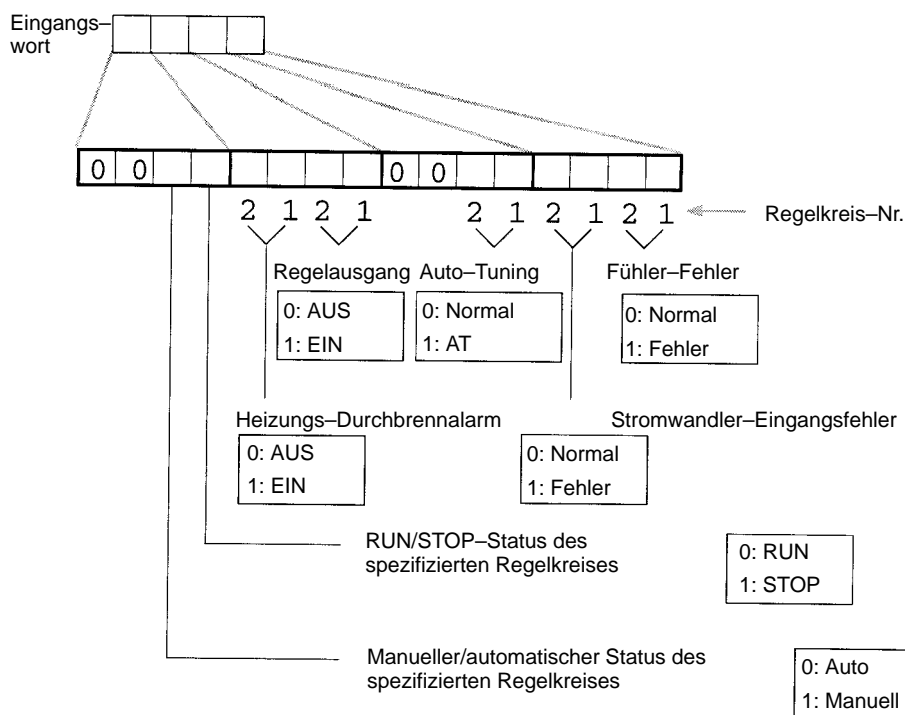 Eingangs–
wort
0 0 0 0
2 1 2 1 2 1 2 1 2 1
Regelkreis–Nr.
Regelausgang
0: AUS
1: EIN
Auto–Tuning
0: Normal
1: AT
Fühler–Fehler
0: Normal
1: Fehler
Heizungs–Durchbrennalarm
0: AUS
1: EIN
Stromwandler–Eingangsfehler
0: Normal
1: Fehler
RUN/STOP–Status des
spezifizierten Regelkreises
0: RUN
1: STOP
Manueller/automatischer Status des
spezifizierten Regelkreises
0: Auto
1: Manuell